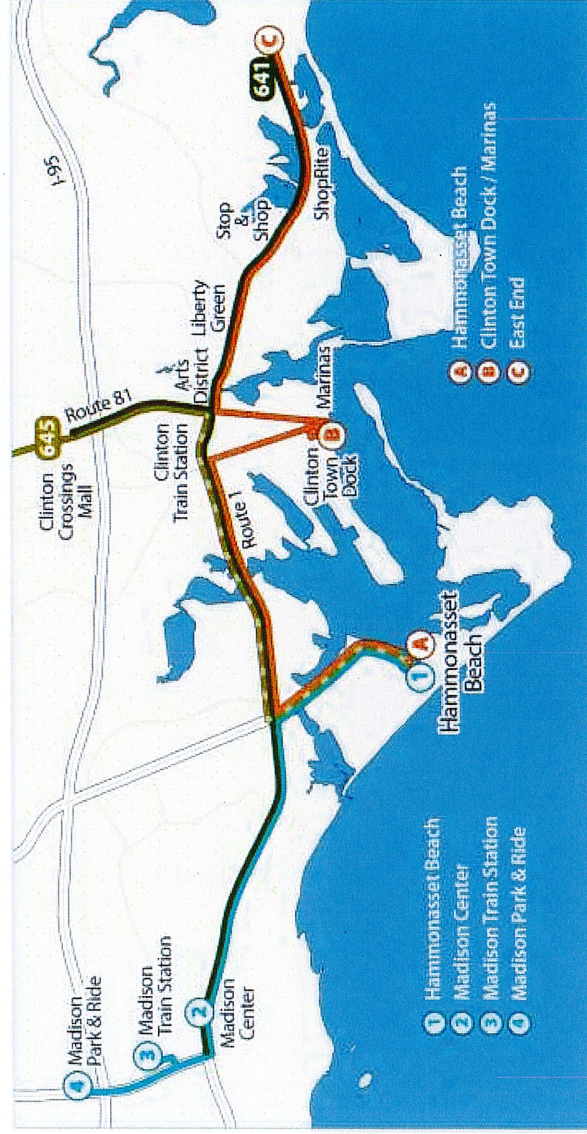 I-95
645
Route 81
Clinton
Crossings
Mall
Clinton
Train Station
Arts
District
Liberty
Green
Stop
&
Shop
ShopRite
641
C
Route 1
Marinas
B
Clinton
Town
Dock
1
A
Hammonasset
Beach
4
Madison
Park & Ride
3
Madison
Train Station
2
Madison
Center
1 Hammonasset Beach
2 Madison Center
3 Madison Train Station
4 Madison Park & Ride
A Hammonasset Beach
B Clinton Town Dock / Marinas
C East End